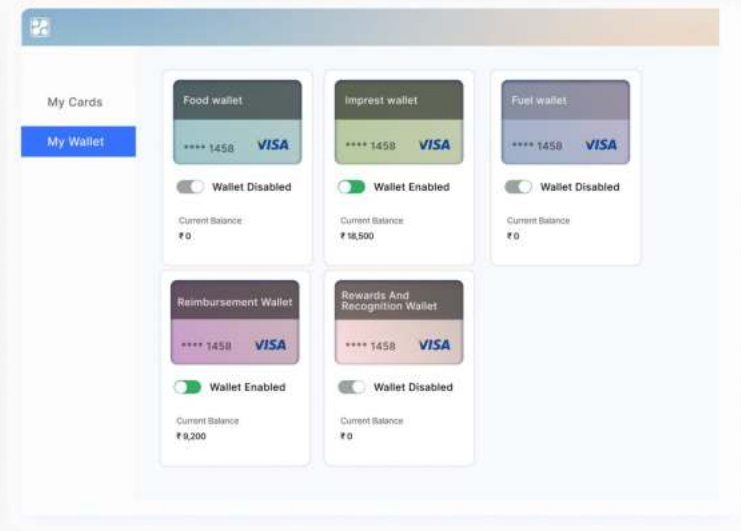 My Cards
My Wallet
Food wallet
**** 1458 VISA
Wallet Disabled
Current Balance
₹ 0
Imprest wallet
**** 1458 VISA
Wallet Enabled
Current Balance
₹ 18,500
Fuel wallet
**** 1458 VISA
Wallet Disabled
Current Balance
₹ 0
Reimbursement Wallet
**** 1458 VISA
Wallet Enabled
Current Balance
₹ 9,200
Rewards And
Recognition Wallet
**** 1458 VISA
Wallet Disabled
Current Balance
₹ 0